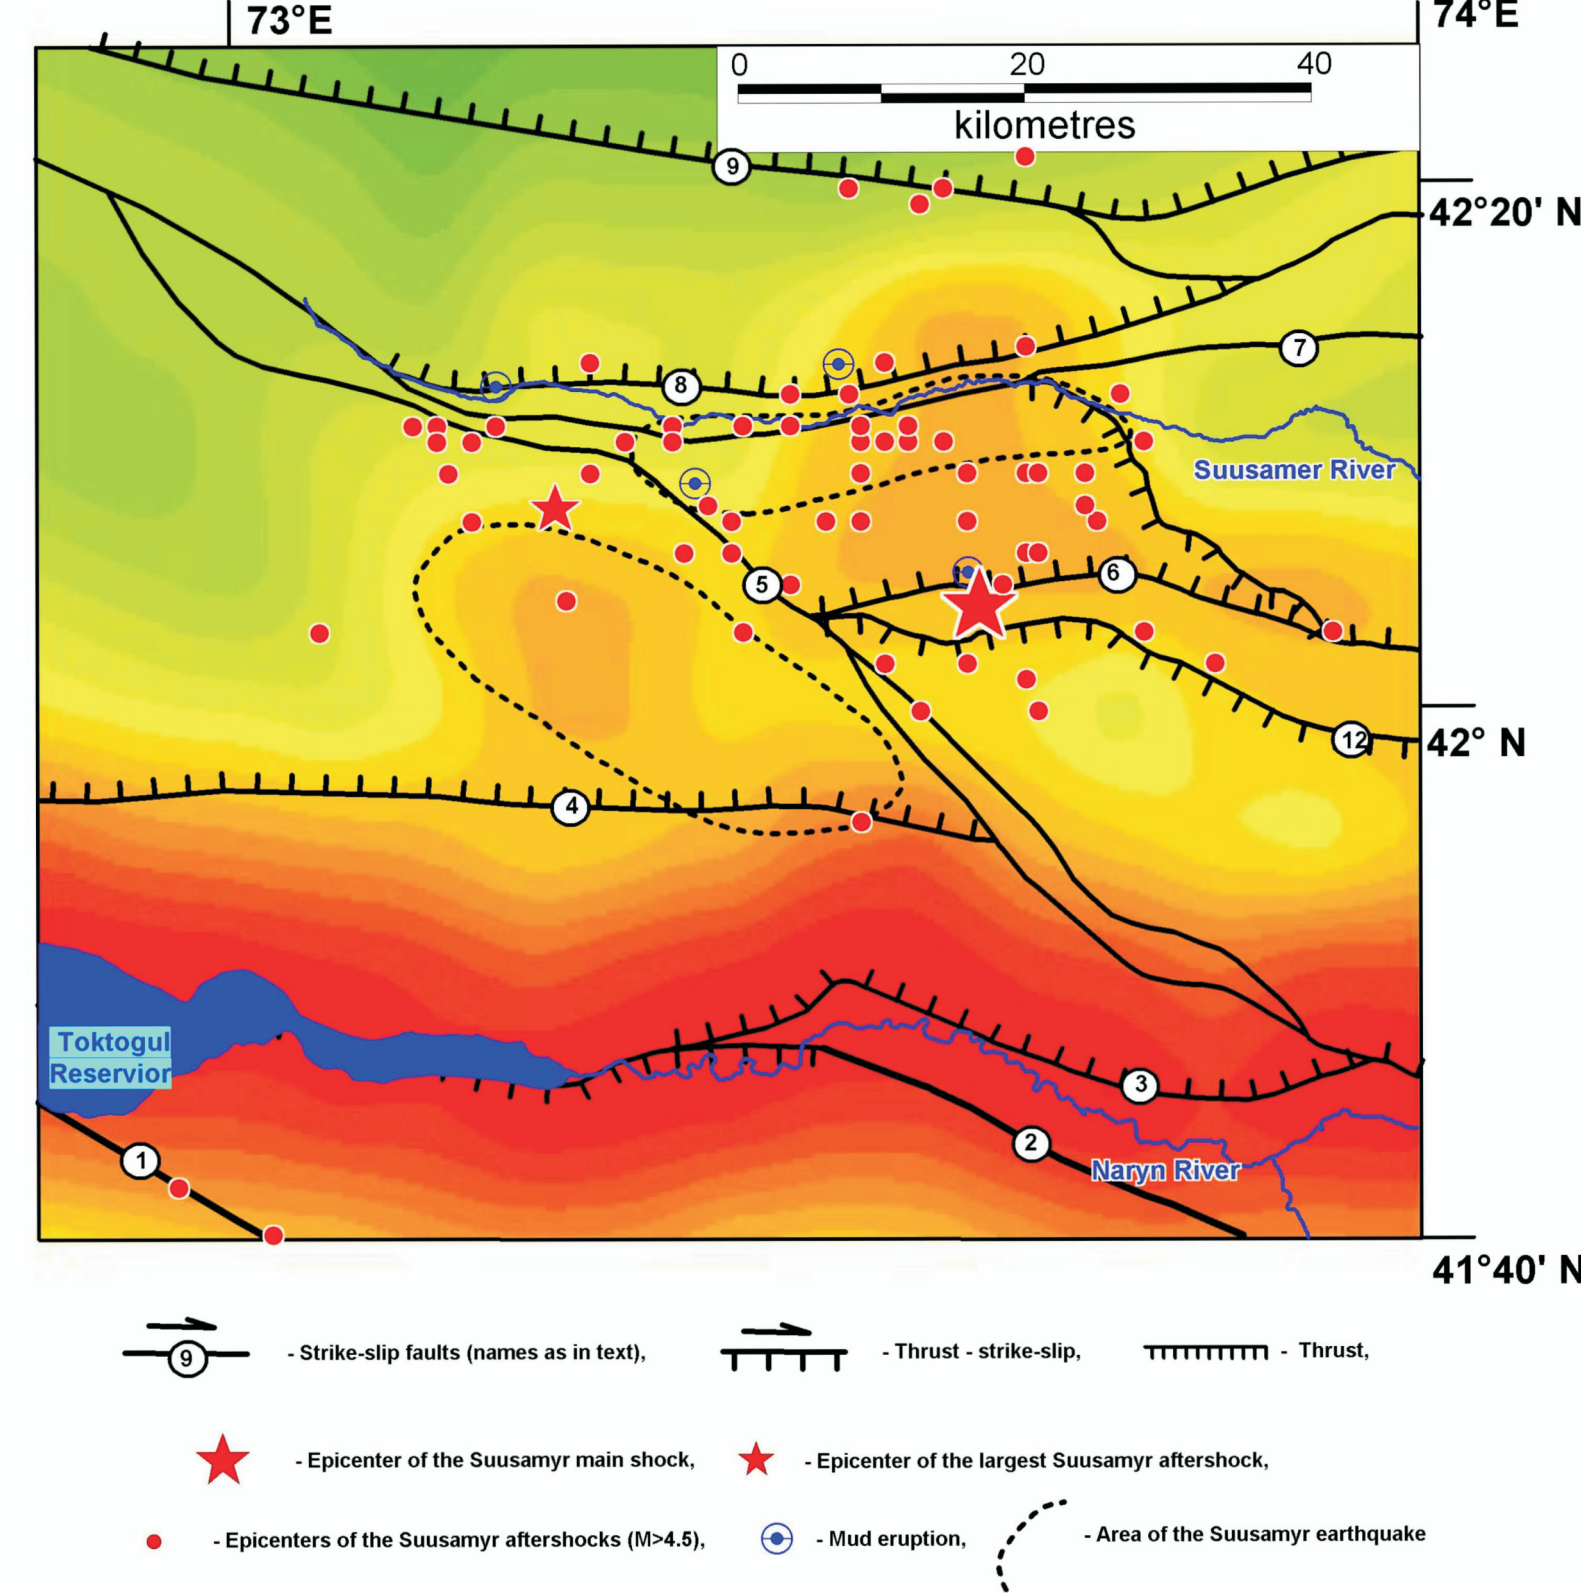 73°E
74°E
0 20 40
kilometres
9
42°20' N
7
8
Suusamer River
5
6
12
42° N
4
Toktogul
Reservior
3
1
2
Naryn River
41°40' N
9 - Strike-slip faults (names as in text), - Thrust - strike-slip, - Thrust,
- Epicenter of the Suusamyr main shock, - Epicenter of the largest Suusamyr aftershock,
- Epicenters of the Suusamyr aftershocks (M>4.5), - Mud eruption, - Area of the Suusamyr earthquake